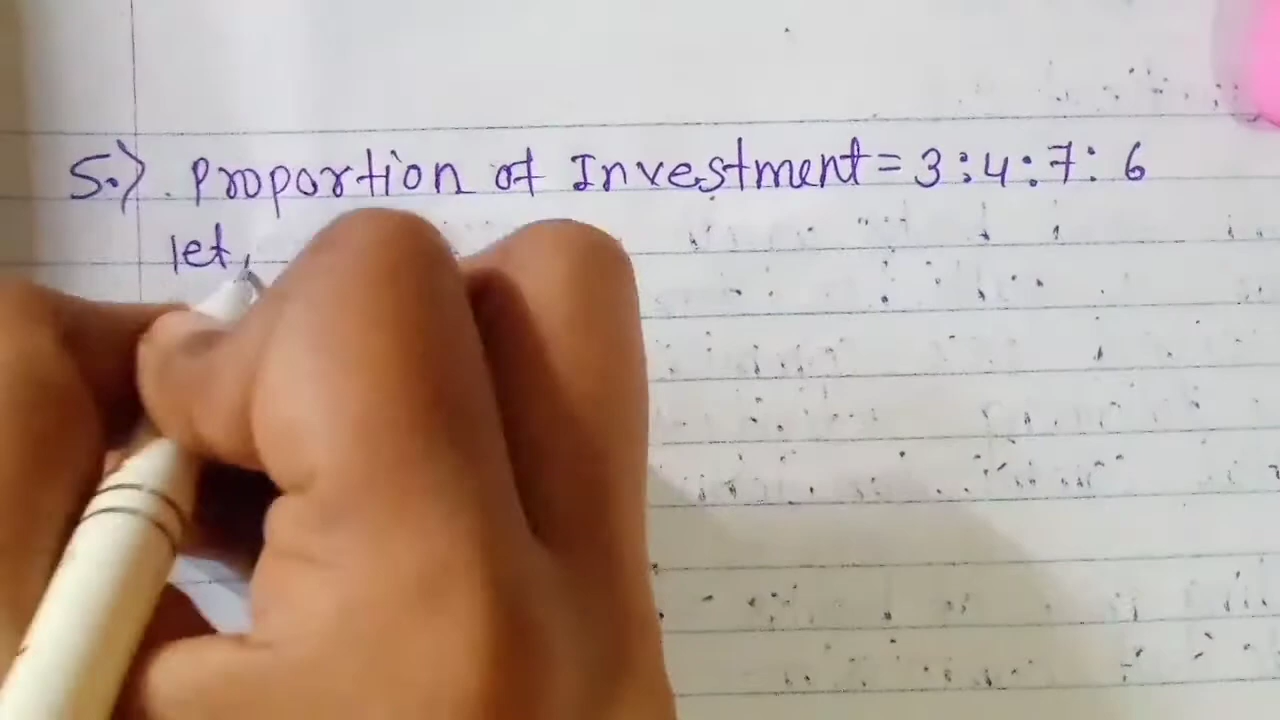 5.) Proportion of Investment = 3:4:7:6
let,